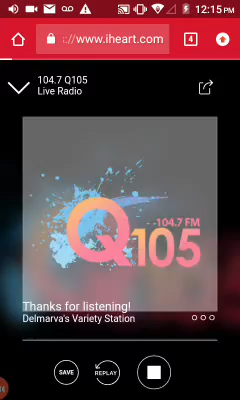 12:15 PM
://www.iheart.com
4
104.7 Q105
Live Radio
104.7 FM
Q105
Thanks for listening!
Delmarva's Variety Station
SAVE
REPLAY